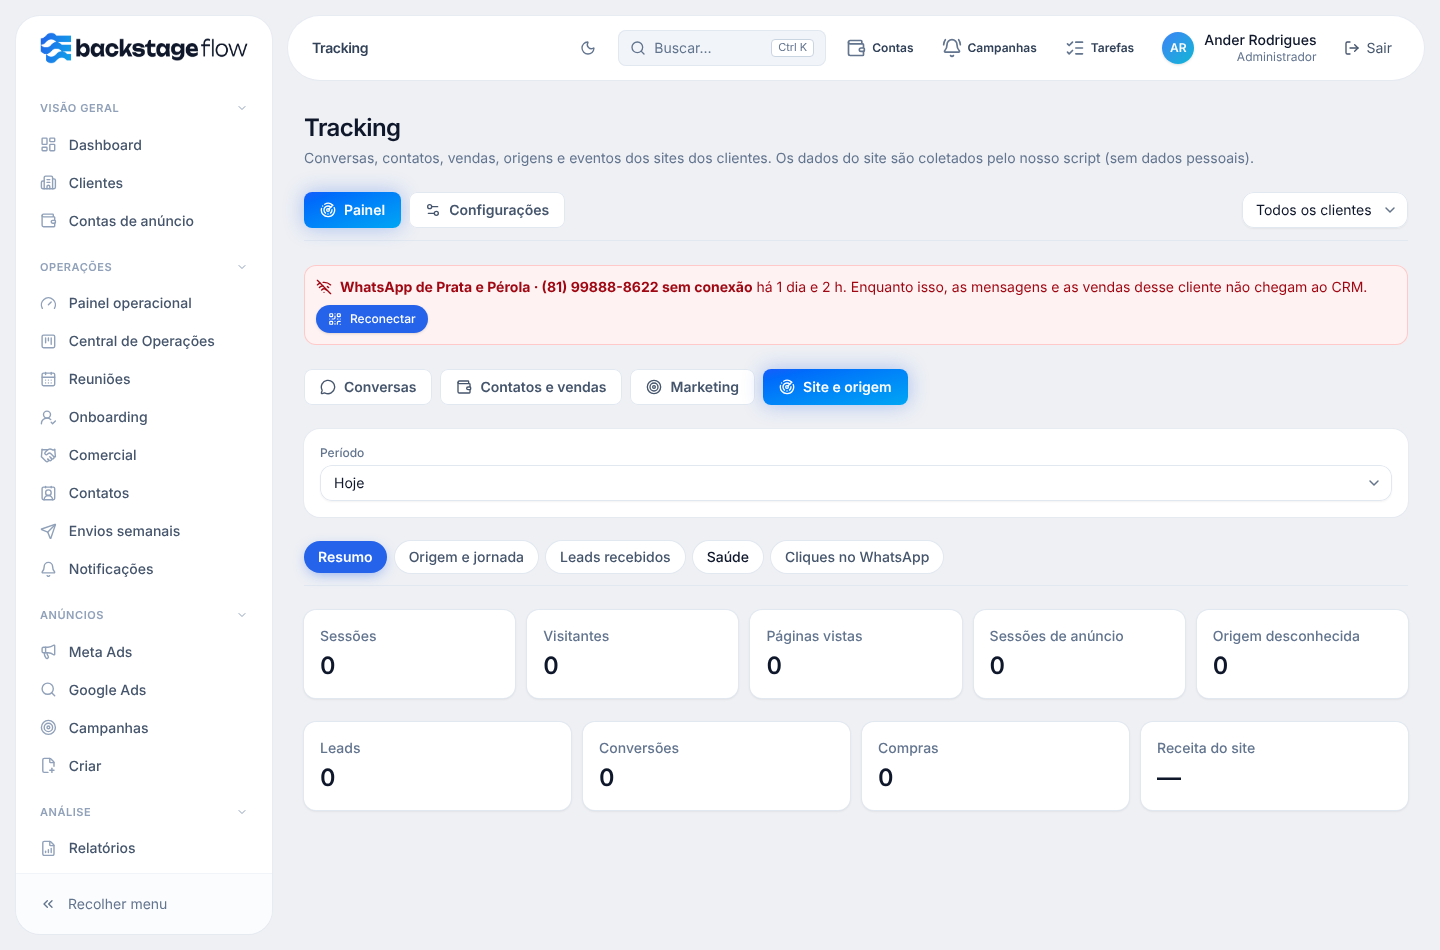 backstageflow
VISÃO GERAL
Dashboard
Clientes
Contas de anúncio
OPERAÇÕES
Painel operacional
Central de Operações
Reuniões
Onboarding
Comercial
Contatos
Envios semanais
Notificações
ANÚNCIOS
Meta Ads
Google Ads
Campanhas
Criar
ANÁLISE
Relatórios
Recolher menu
Tracking
Buscar...
Ctrl K
Contas
Campanhas
Tarefas
AR
Ander Rodrigues
Administrador
Sair
Tracking
Conversas, contatos, vendas, origens e eventos dos sites dos clientes. Os dados do site são coletados pelo nosso script (sem dados pessoais).
Painel
Configurações
Todos os clientes
WhatsApp de Prata e Pérola · (81) 99888-8622 sem conexão há 1 dia e 2 h. Enquanto isso, as mensagens e as vendas desse cliente não chegam ao CRM.
Reconectar
Conversas
Contatos e vendas
Marketing
Site e origem
Período
Hoje
Resumo
Origem e jornada
Leads recebidos
Saúde
Cliques no WhatsApp
Sessões
0
Visitantes
0
Páginas vistas
0
Sessões de anúncio
0
Origem desconhecida
0
Leads
0
Conversões
0
Compras
0
Receita do site
—